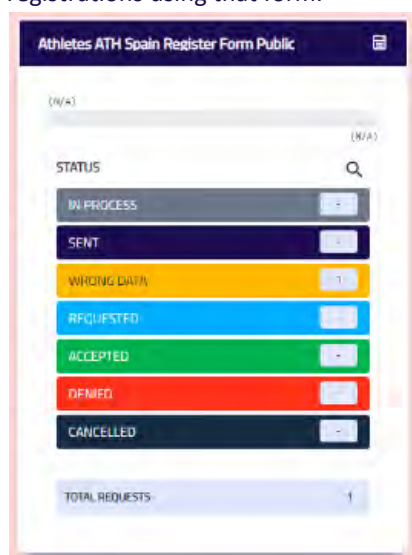 registrations using that form.
Athletes ATH Spain Register Form Public
(N/A)
(N/A)
STATUS
IN PROCESS -
SENT -
WRONG DATA 1
REQUESTED -
ACCEPTED -
DENIED -
CANCELLED -
TOTAL REQUESTS 1